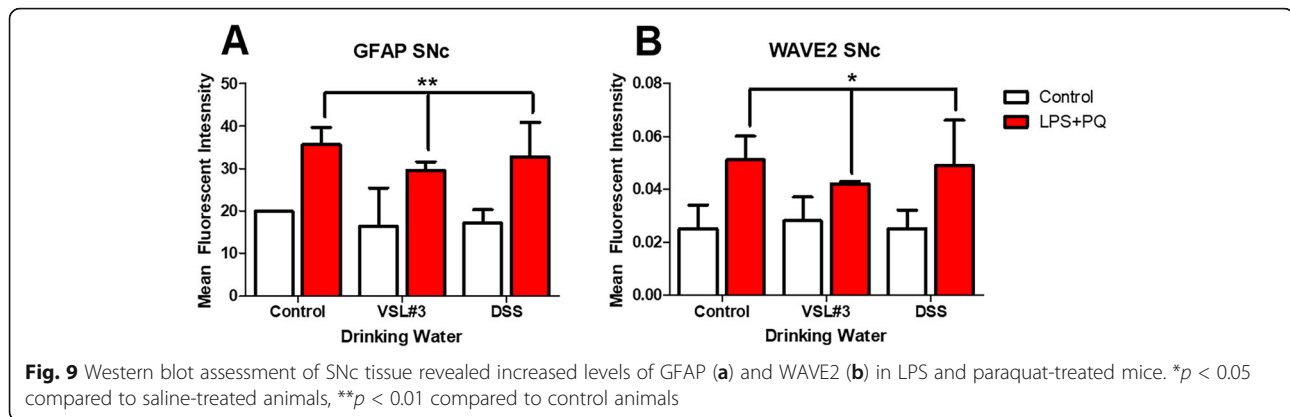 A
GFAP SNc
**
50
40
30
20
10
0
Mean Fluorescent Intesnsity
Control
VSL#3
DSS
Drinking Water
B
WAVE2 SNc
*
0.08
0.06
0.04
0.02
0.00
Mean Fluorescent Intesnsity
Control
VSL#3
DSS
Drinking Water
Control
LPS+PQ
Fig. 9 Western blot assessment of SNc tissue revealed increased levels of GFAP (a) and WAVE2 (b) in LPS and paraquat-treated mice. *p < 0.05
compared to saline-treated animals, **p < 0.01 compared to control animals